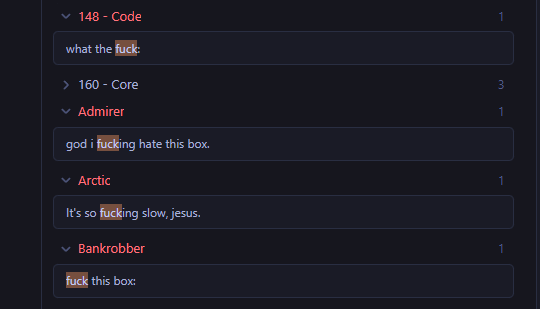 148 - Code 1
what the fuck:
160 - Core 3
Admirer 1
god i fucking hate this box.
Arctic 1
It's so fucking slow, jesus.
Bankrobber 1
fuck this box: